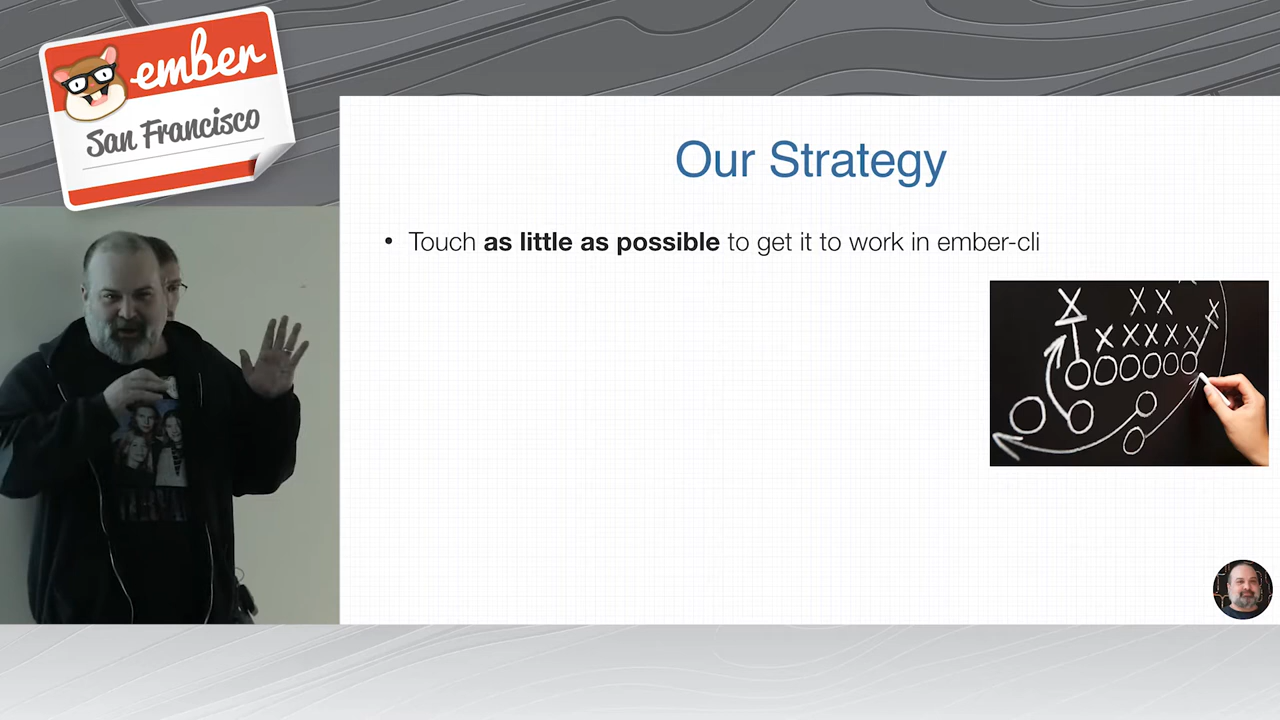 ember
San Francisco
Our Strategy
• Touch as little as possible to get it to work in ember-cli